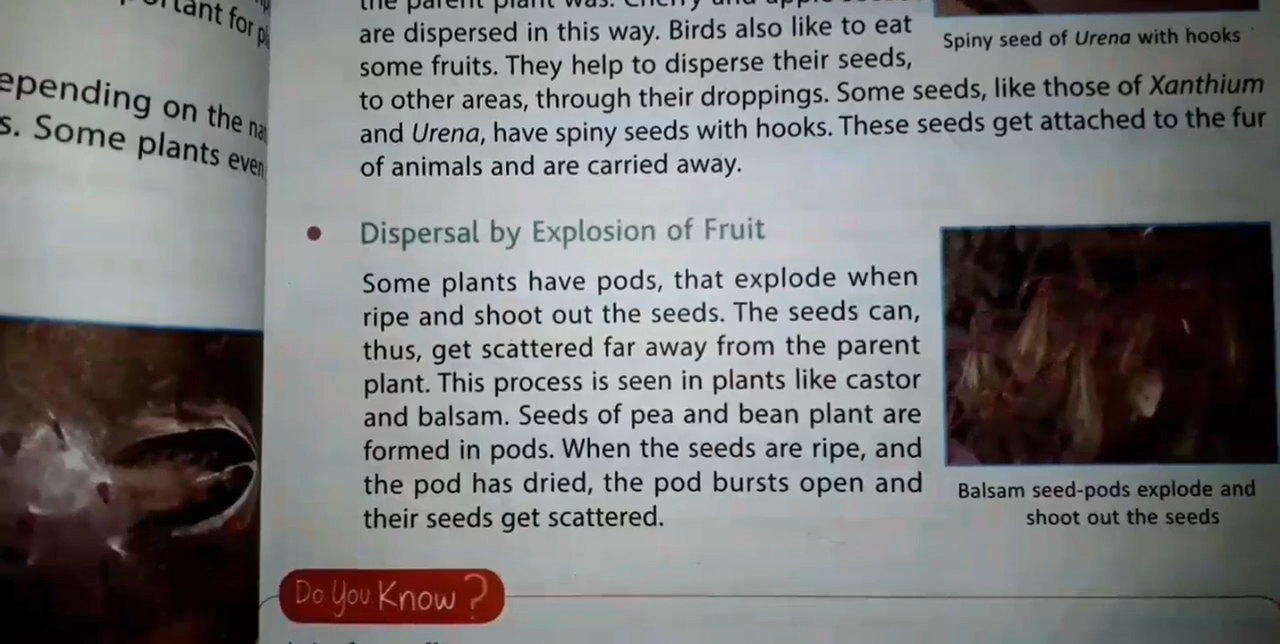 ortant for
epending on the
s. Some plants even
are dispersed in this way. Birds also like to eat
some fruits. They help to disperse their seeds,
to other areas, through their droppings. Some seeds, like those of Xanthium
and Urena, have spiny seeds with hooks. These seeds get attached to the fur
of animals and are carried away.
Spiny seed of Urena with hooks
Dispersal by Explosion of Fruit
Some plants have pods, that explode when
ripe and shoot out the seeds. The seeds can,
thus, get scattered far away from the parent
plant. This process is seen in plants like castor
and balsam. Seeds of pea and bean plant are
formed in pods. When the seeds are ripe, and
the pod has dried, the pod bursts open and
their seeds get scattered.
Balsam seed-pods explode and
shoot out the seeds
Do You Know?